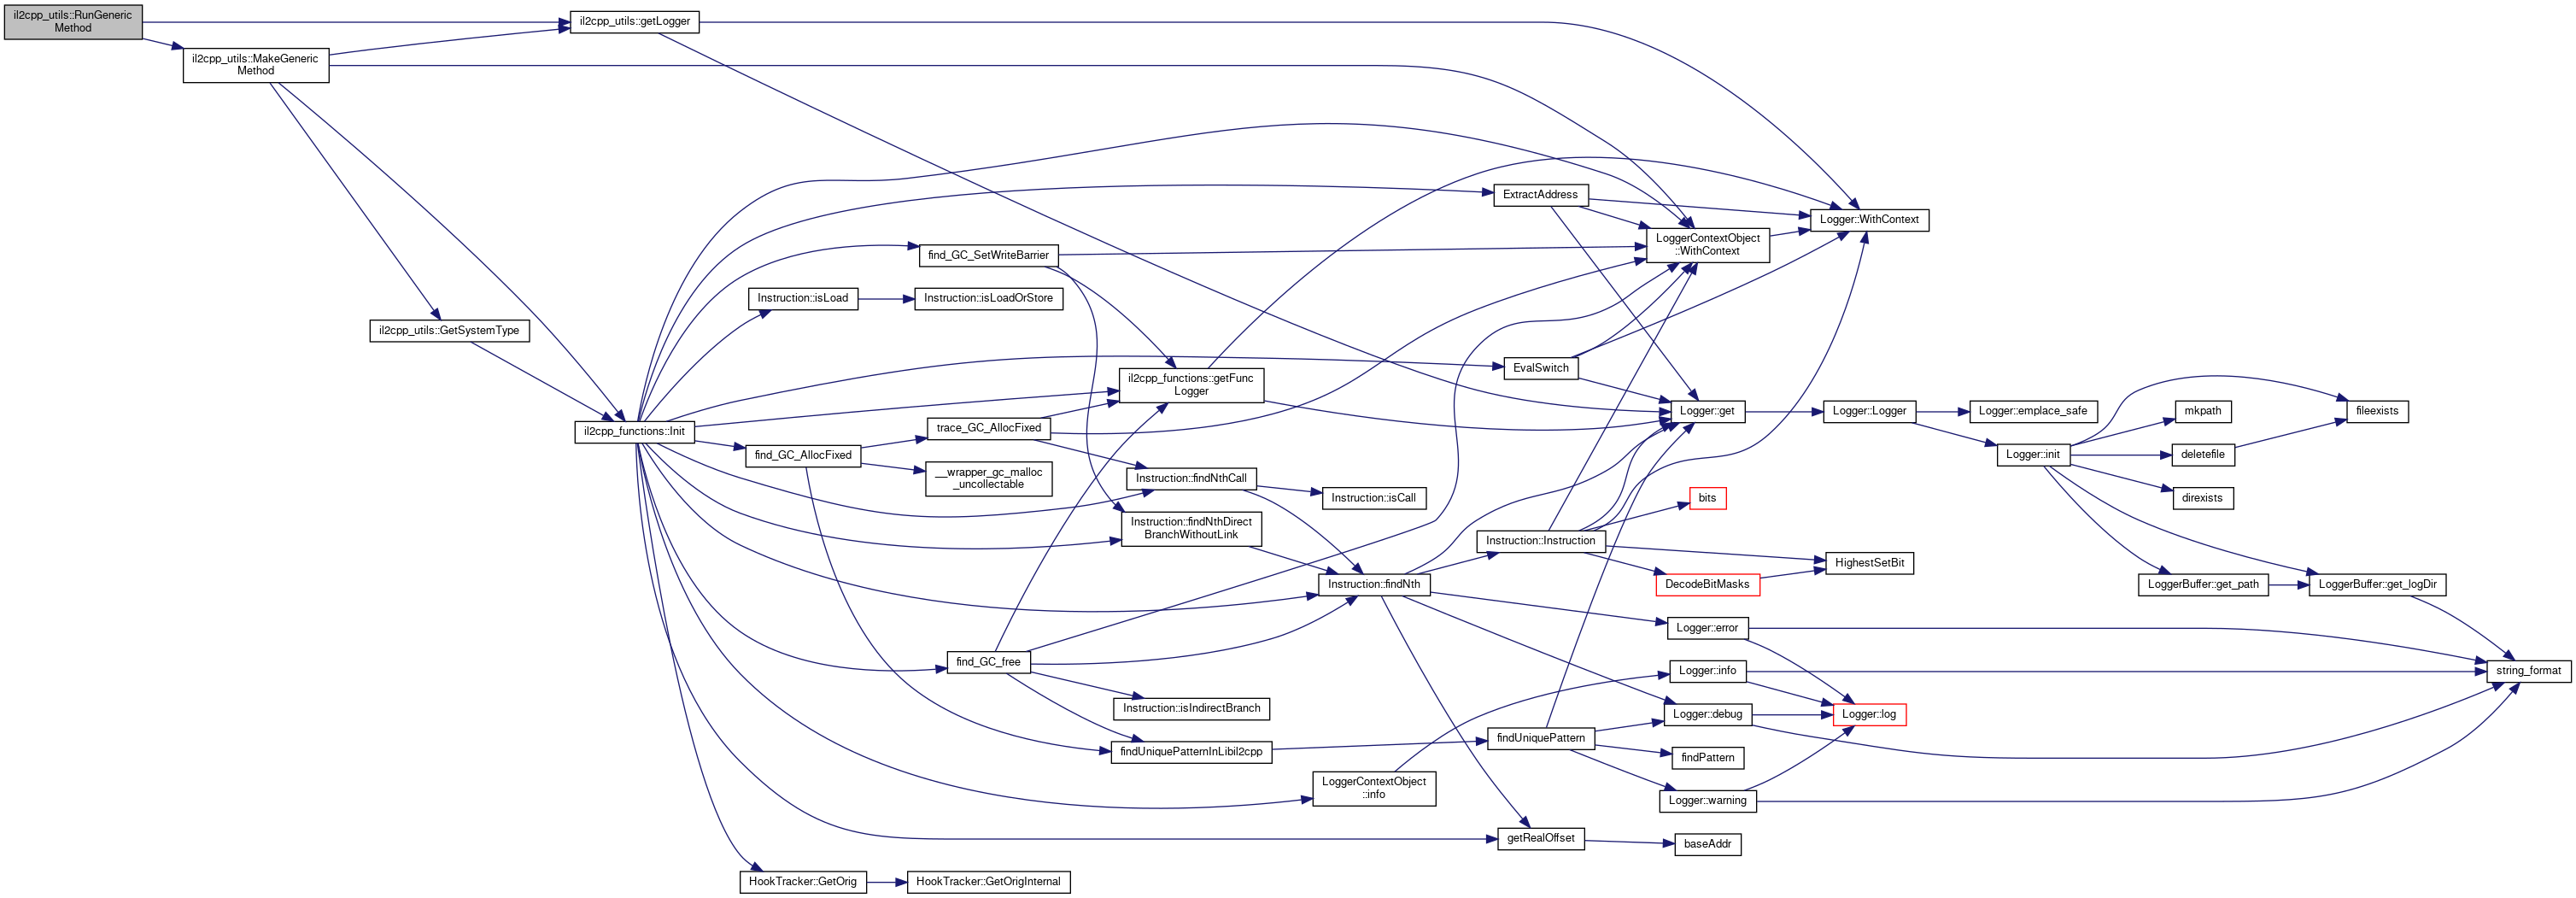 il2cpp_utils::RunGeneric
Method
il2cpp_utils::MakeGeneric
Method
il2cpp_utils::getLogger
il2cpp_utils::GetSystemType
il2cpp_functions::Init
find_GC_SetWriteBarrier
Instruction::isLoad
Instruction::isLoadOrStore
il2cpp_functions::getFunc
Logger
trace_GC_AllocFixed
find_GC_AllocFixed
__wrapper_gc_malloc
_uncollectable
Instruction::findNthCall
Instruction::isCall
Instruction::findNthDirect
BranchWithoutLink
Instruction::findNth
find_GC_free
Instruction::isIndirectBranch
findUniquePatternInLibil2cpp
LoggerContextObject
::info
HookTracker::GetOrig
HookTracker::GetOrigInternal
ExtractAddress
LoggerContextObject
::WithContext
Logger::WithContext
EvalSwitch
Logger::get
Logger::Logger
Logger::emplace_safe
Logger::init
mkpath
fileexists
deletefile
direxists
LoggerBuffer::get_path
LoggerBuffer::get_logDir
bits
Instruction::Instruction
HighestSetBit
DecodeBitMasks
Logger::error
Logger::info
Logger::debug
Logger::log
string_format
findUniquePattern
findPattern
Logger::warning
getRealOffset
baseAddr